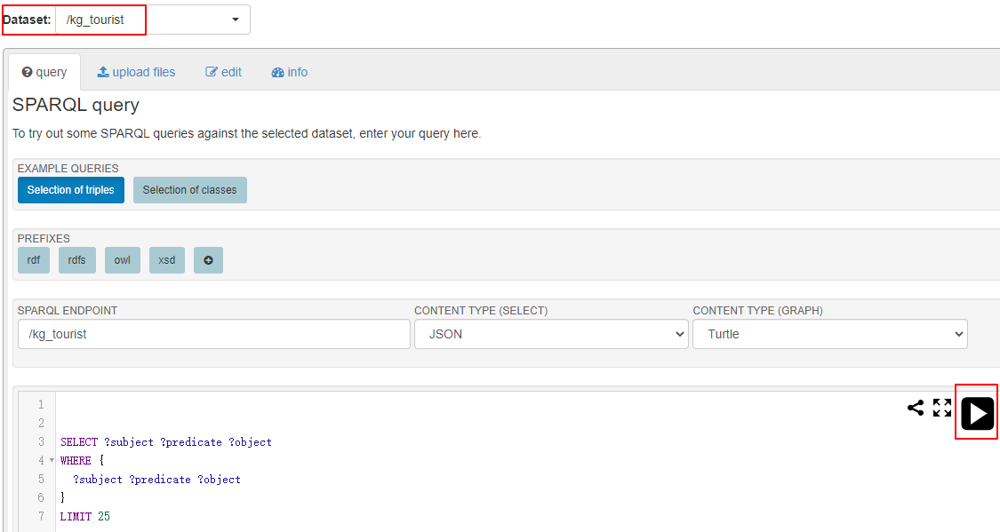 Dataset: /kg_tourist
query upload files edit info
SPARQL query
To try out some SPARQL queries against the selected dataset, enter your query here.
EXAMPLE QUERIES
Selection of triples Selection of classes
PREFIXES
rdf rdfs owl xsd
SPARQL ENDPOINT CONTENT TYPE (SELECT) CONTENT TYPE (GRAPH)
/kg_tourist JSON Turtle
1
2
3 SELECT ?subject ?predicate ?object
4 WHERE {
5 ?subject ?predicate ?object
6 }
7 LIMIT 25